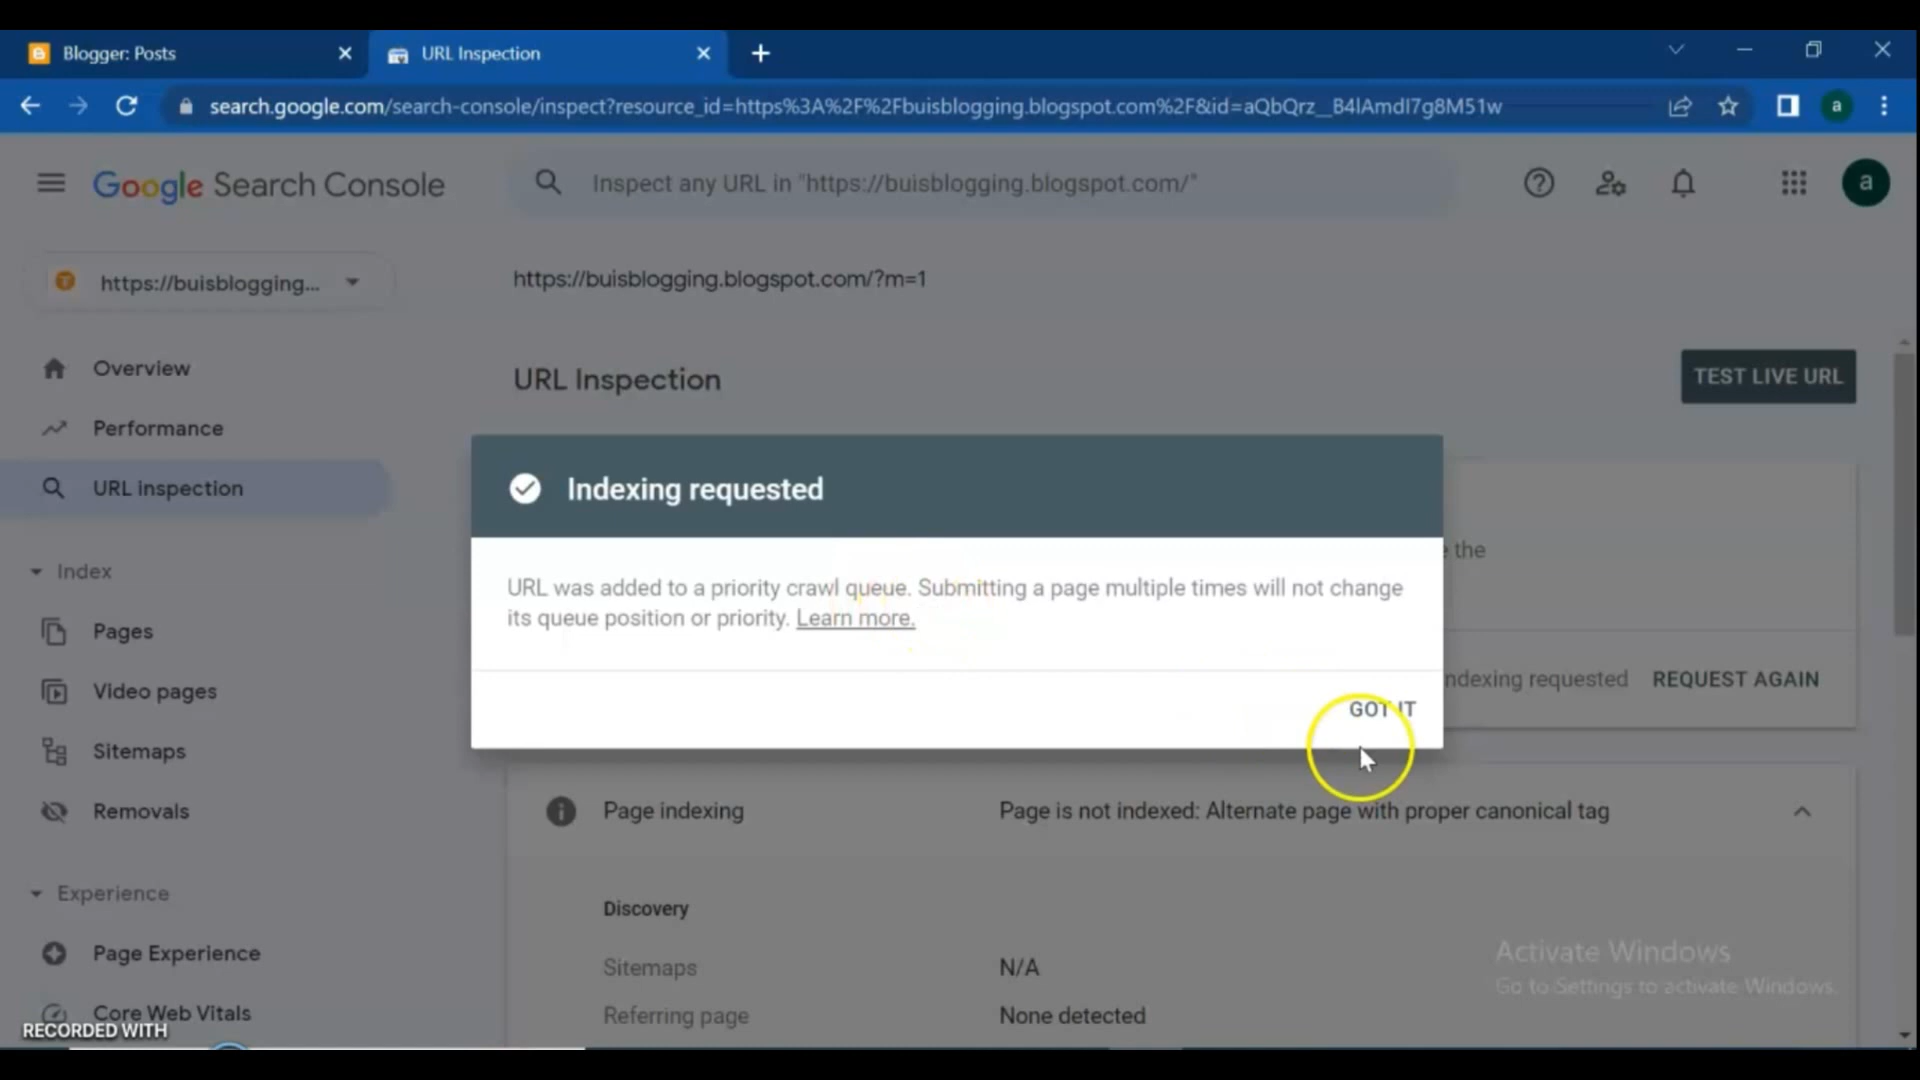 Blogger: Posts
URL Inspection
search.google.com/search-console/inspect?resource_id=https%3A%2F%2Fbuisblogging.blogspot.com%2F&id=aQbQrz__B4lAmdI7g8M51w
a
Google Search Console
Inspect any URL in "https://buisblogging.blogspot.com/"
a
https://buisblogging...
https://buisblogging.blogspot.com/?m=1
Overview
URL Inspection
TEST LIVE URL
Performance
URL inspection
Indexing requested
the
URL was added to a priority crawl queue. Submitting a page multiple times will not change
its queue position or priority. Learn more.
Index
Pages
Video pages
ndexing requested REQUEST AGAIN
GOT IT
Sitemaps
Removals
Page indexing
Page is not indexed: Alternate page with proper canonical tag
Experience
Discovery
Page Experience
Sitemaps
N/A
Activate Windows
Go to Settings to activate Windows.
Core Web Vitals
Referring page
None detected
RECORDED WITH